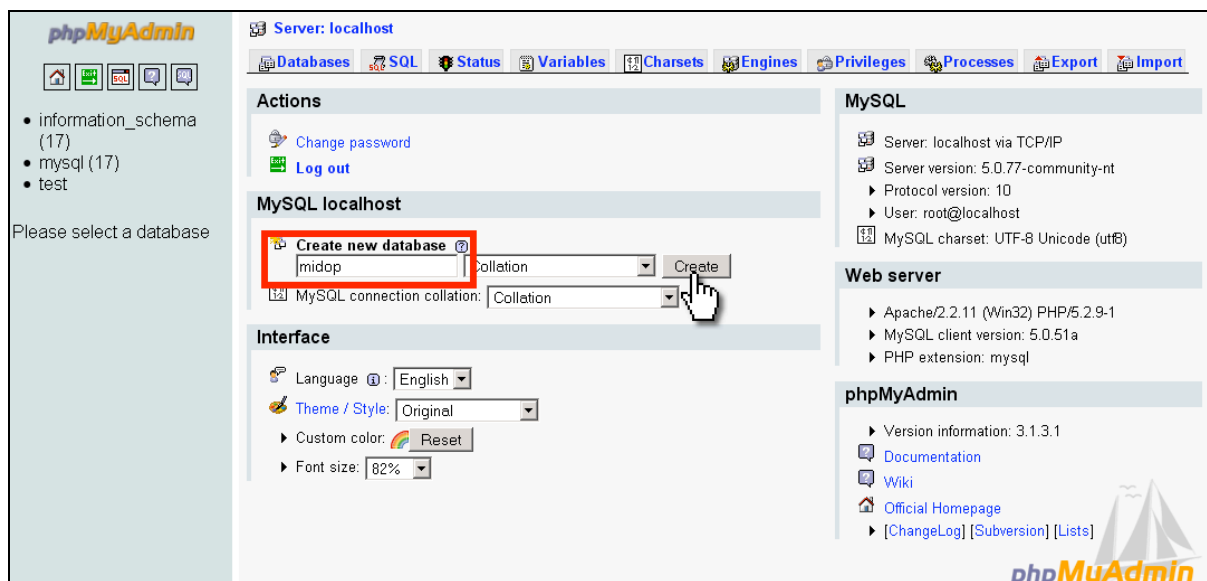 phpMyAdmin
SQL
SQL
information_schema
(17)
mysql (17)
test
Please select a database
Server: localhost
Databases SQL Status Variables Charsets Engines Privileges Processes Export Import
Actions
Change password
Log out
MySQL localhost
Create new database
midop Collation Create
MySQL connection collation: Collation
Interface
Language : English
Theme / Style: Original
Custom color: Reset
Font size: 82%
MySQL
Server: localhost via TCP/IP
Server version: 5.0.77-community-nt
Protocol version: 10
User: root@localhost
MySQL charset: UTF-8 Unicode (utf8)
Web server
Apache/2.2.11 (Win32) PHP/5.2.9-1
MySQL client version: 5.0.51a
PHP extension: mysql
phpMyAdmin
Version information: 3.1.3.1
Documentation
Wiki
Official Homepage
[ChangeLog] [Subversion] [Lists]
phpMyAdmin